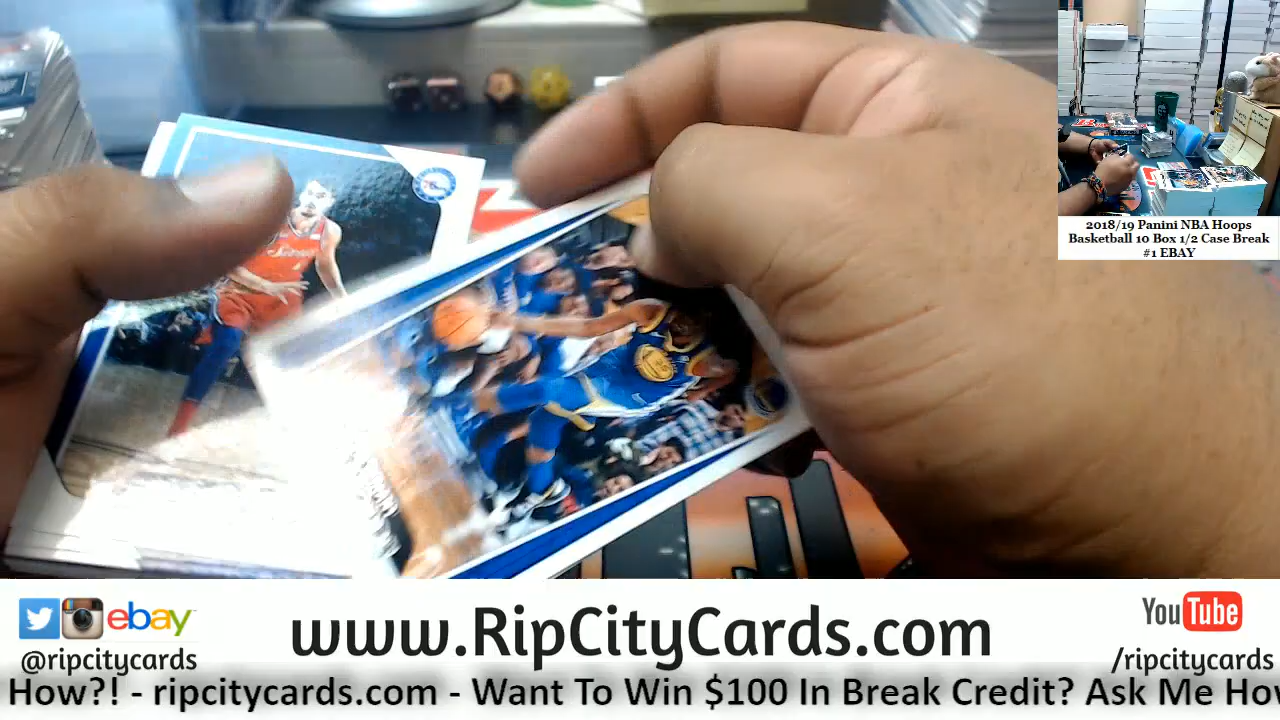 2018/19 Panini NBA Hoops
Basketball 10 Box 1/2 Case Break
#1 EBAY
ebay
@ripcitycards
www.RipCityCards.com
YouTube
/ripcitycards
How?! - ripcitycards.com - Want To Win $100 In Break Credit? Ask Me How